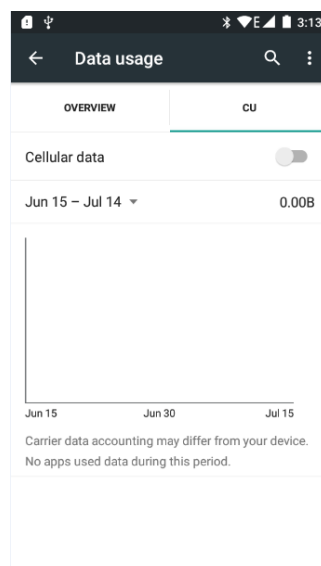 E 3:13
Data usage
OVERVIEW CU
Cellular data
Jun 15 – Jul 14 0.00B
Jun 15 Jun 30 Jul 15
Carrier data accounting may differ from your device.
No apps used data during this period.